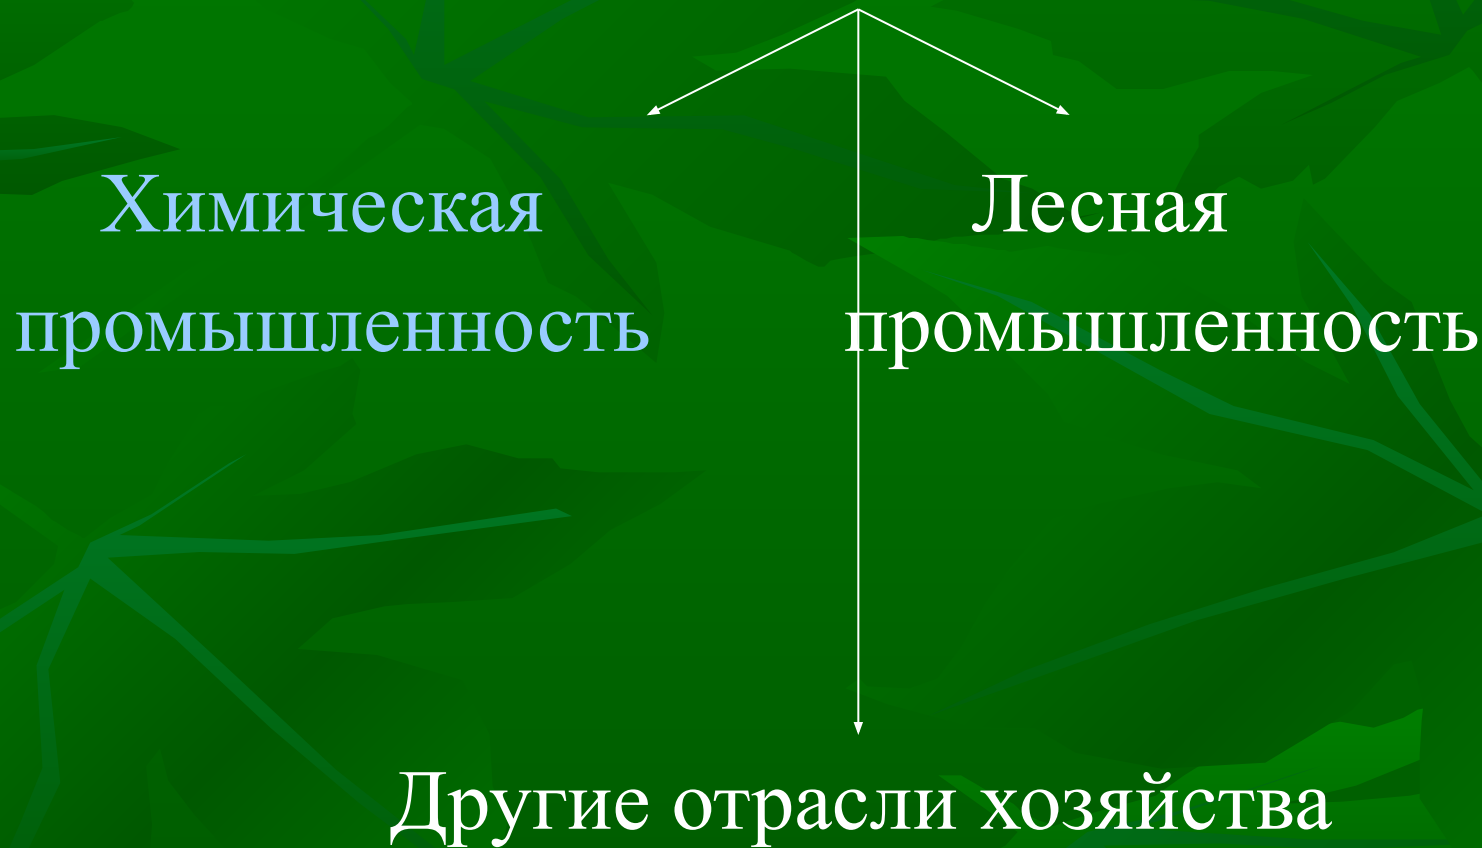 Химическая
промышленность
Лесная
промышленность
Другие отрасли хозяйства